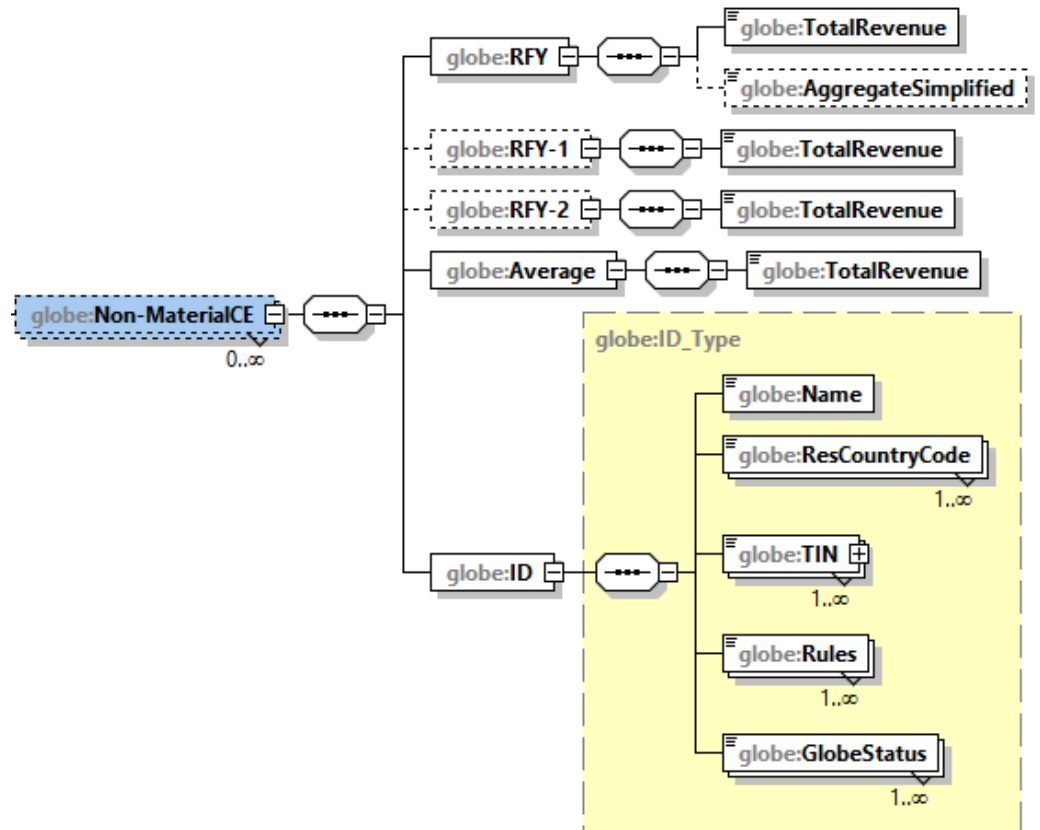 globe:TotalRevenue
globe:RFY
globe:AggregateSimplified
globe:RFY-1
globe:TotalRevenue
globe:RFY-2
globe:TotalRevenue
globe:Average
globe:TotalRevenue
globe:Non-MaterialCE
0..∞
globe:ID_Type
globe:Name
globe:ResCountryCode
1..∞
globe:ID
globe:TIN
1..∞
globe:Rules
1..∞
globe:GlobeStatus
1..∞